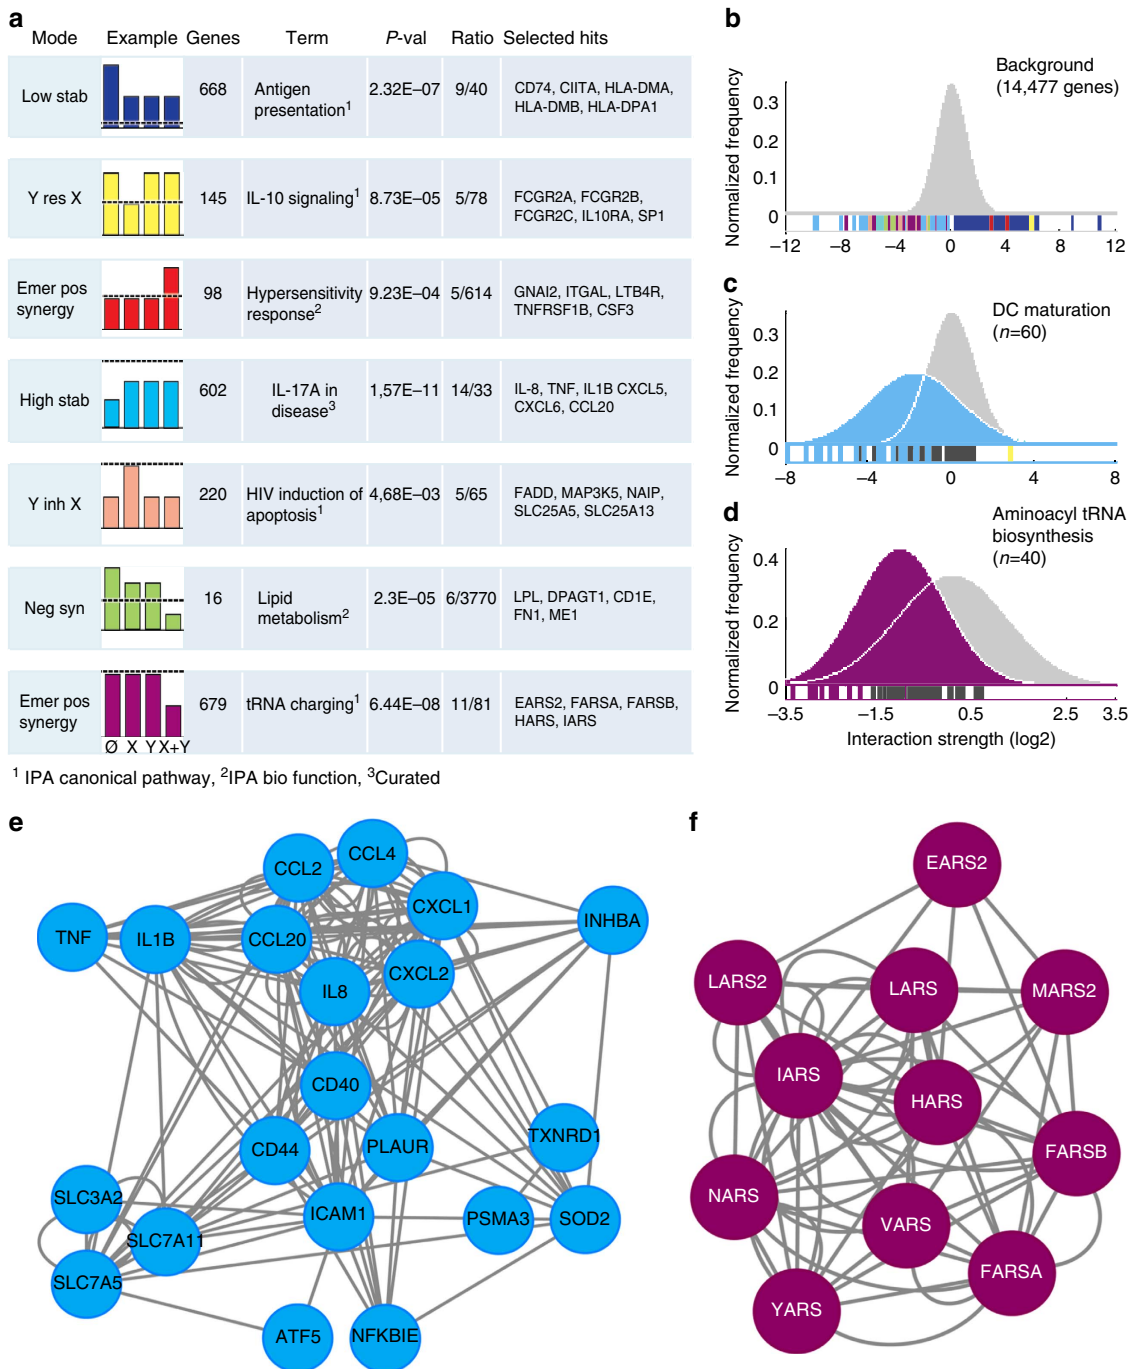 a
Mode Example Genes Term P-val Ratio Selected hits
Low stab 668 Antigen presentation1 2.32E–07 9/40 CD74, CIITA, HLA-DMA,
HLA-DMB, HLA-DPA1
Y res X 145 IL-10 signaling1 8.73E–05 5/78 FCGR2A, FCGR2B,
FCGR2C, IL10RA, SP1
Emer pos synergy 98 Hypersensitivity response2 9.23E–04 5/614 GNAI2, ITGAL, LTB4R,
TNFRSF1B, CSF3
High stab 602 IL-17A in disease3 1,57E–11 14/33 IL-8, TNF, IL1B CXCL5,
CXCL6, CCL20
Y inh X 220 HIV induction of apoptosis1 4,68E–03 5/65 FADD, MAP3K5, NAIP,
SLC25A5, SLC25A13
Neg syn 16 Lipid metabolism2 2.3E–05 6/3770 LPL, DPAGT1, CD1E,
FN1, ME1
Emer pos synergy 679 tRNA charging1 6.44E–08 11/81 EARS2, FARSA, FARSB,
HARS, IARS
Ø X Y X+Y
1 IPA canonical pathway, 2IPA bio function, 3Curated
b
Normalized frequency
Background
(14,477 genes)
0.3
0.2
0.1
0
–12 –8 –4 0 4 8 12
c
Normalized frequency
DC maturation
(n=60)
0.3
0.2
0.1
0
–8 –4 0 4 8
d
Normalized frequency
Aminoacyl tRNA
biosynthesis
(n=40)
0.4
0.2
0
–3.5 –1.5 0.5 2.5 3.5
Interaction strength (log2)
e
CCL2
CCL4
CXCL1
INHBA
TNF
IL1B
CCL20
CXCL2
IL8
CD40
CD44
PLAUR
TXNRD1
SLC3A2
SLC7A11
ICAM1
PSMA3
SOD2
SLC7A5
ATF5
NFKBIE
f
EARS2
LARS2
LARS
MARS2
IARS
HARS
FARSB
NARS
VARS
FARSA
YARS